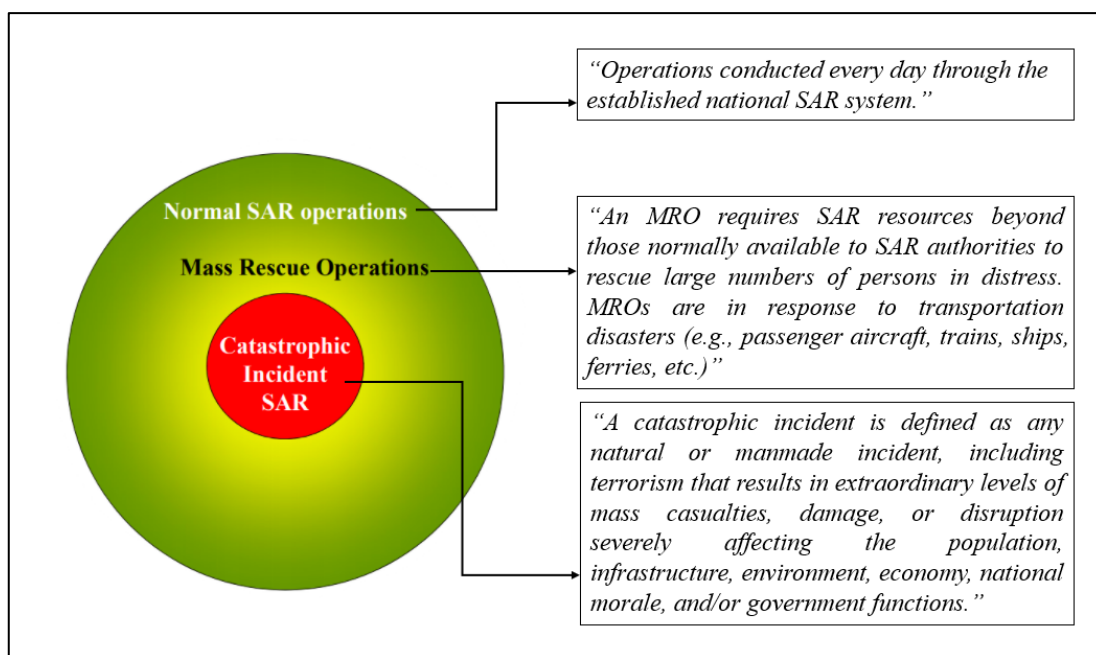 “Operations conducted every day through the
established national SAR system.”
Normal SAR operations
Mass Rescue Operations
“An MRO requires SAR resources beyond
those normally available to SAR authorities to
rescue large numbers of persons in distress.
MROs are in response to transportation
disasters (e.g., passenger aircraft, trains, ships,
ferries, etc.)”
Catastrophic
Incident
SAR
“A catastrophic incident is defined as any
natural or manmade incident, including
terrorism that results in extraordinary levels of
mass casualties, damage, or disruption
severely affecting the population,
infrastructure, environment, economy, national
morale, and/or government functions.“